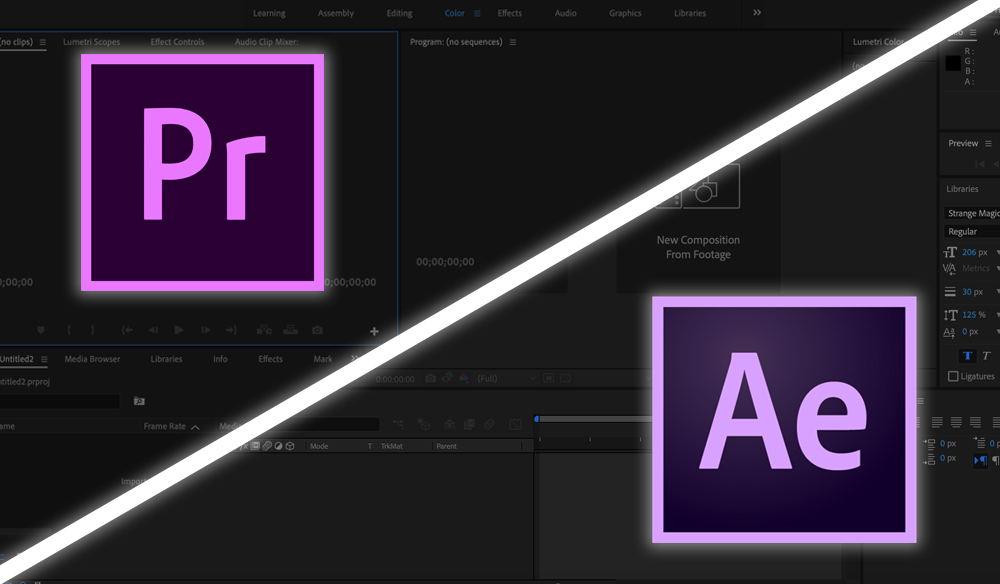 Learning Assembly Editing Color Effects Audio Graphics Libraries
(no clips) Lumetri Scopes Effect Controls Audio Clip Mixer: Program: (no sequences) Lumetri Color
R:
G:
B:
A:
Pr
Preview
Libraries
Strange Magic
Regular
New Composition
From Footage
206 px
00;00;00;00
Metrics
;00;00 00;00;00;00
30 px
125 %
0 px
T T
Untitled2 Media Browser Libraries Info Effects Mark
Ligatures
0:00:00:00 (Full)
Untitled2.prproj
Ae
Frame Rate
0 px
Mode T TrkMat Parent
0 px
Import